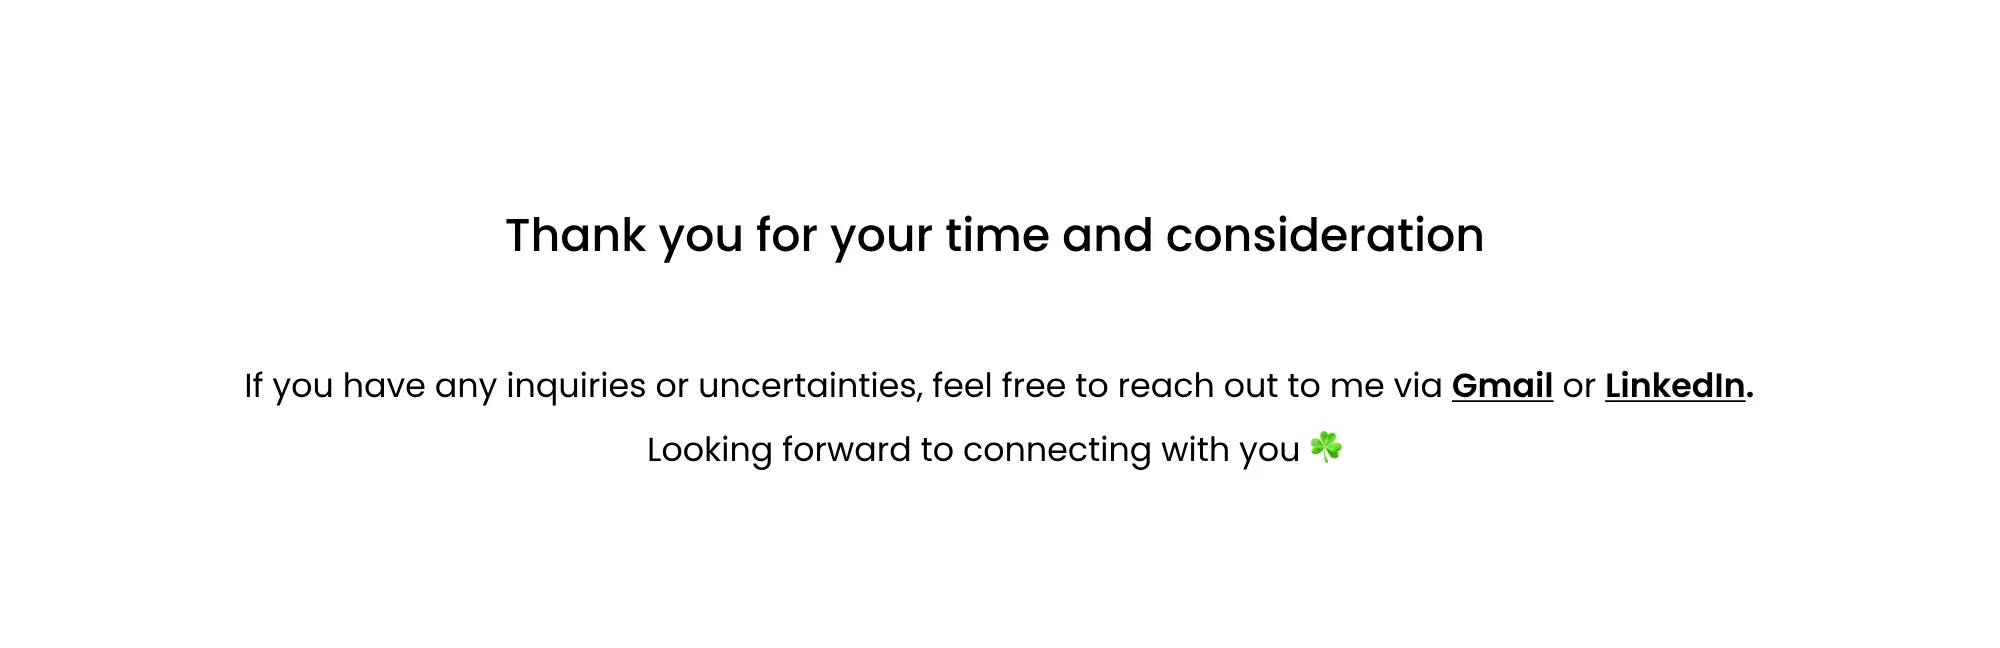 Thank you for your time and consideration
If you have any inquiries or uncertainties, feel free to reach out to me via Gmail or LinkedIn.
Looking forward to connecting with you ☘️